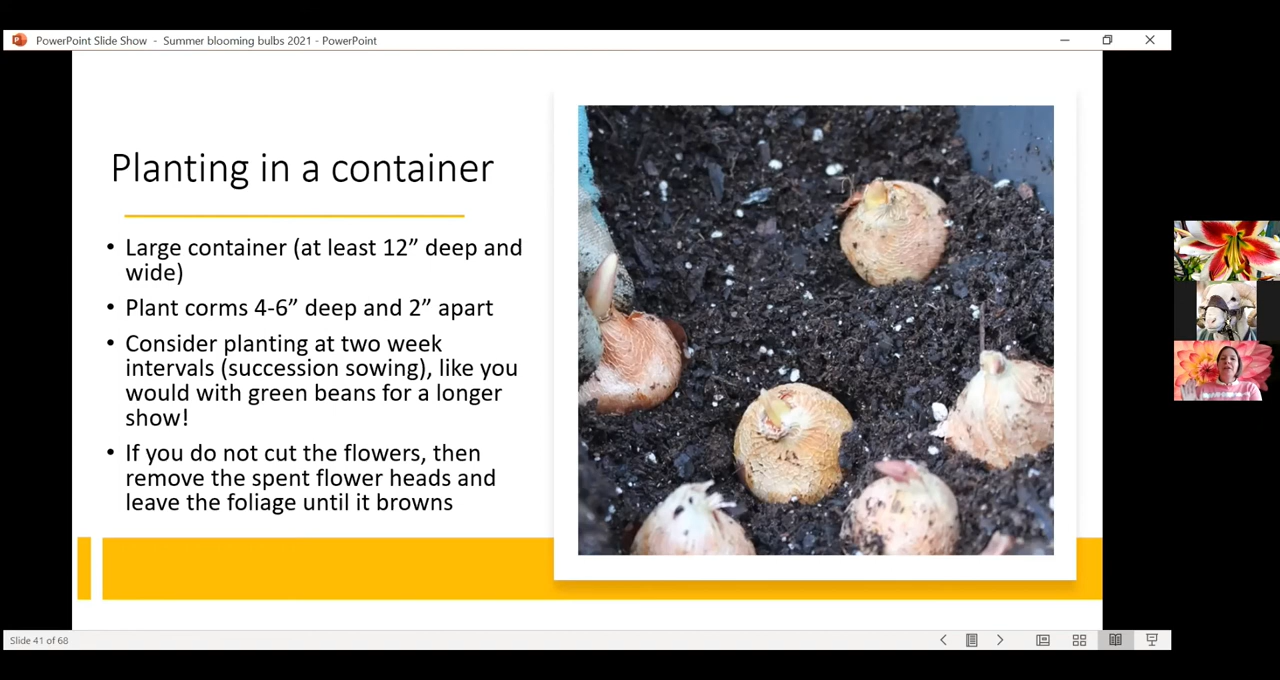 PowerPoint Slide Show - Summer blooming bulbs 2021 - PowerPoint
Planting in a container
• Large container (at least 12” deep and
wide)
• Plant corms 4-6” deep and 2” apart
• Consider planting at two week
intervals (succession sowing), like you
would with green beans for a longer
show!
• If you do not cut the flowers, then
remove the spent flower heads and
leave the foliage until it browns
Slide 41 of 68